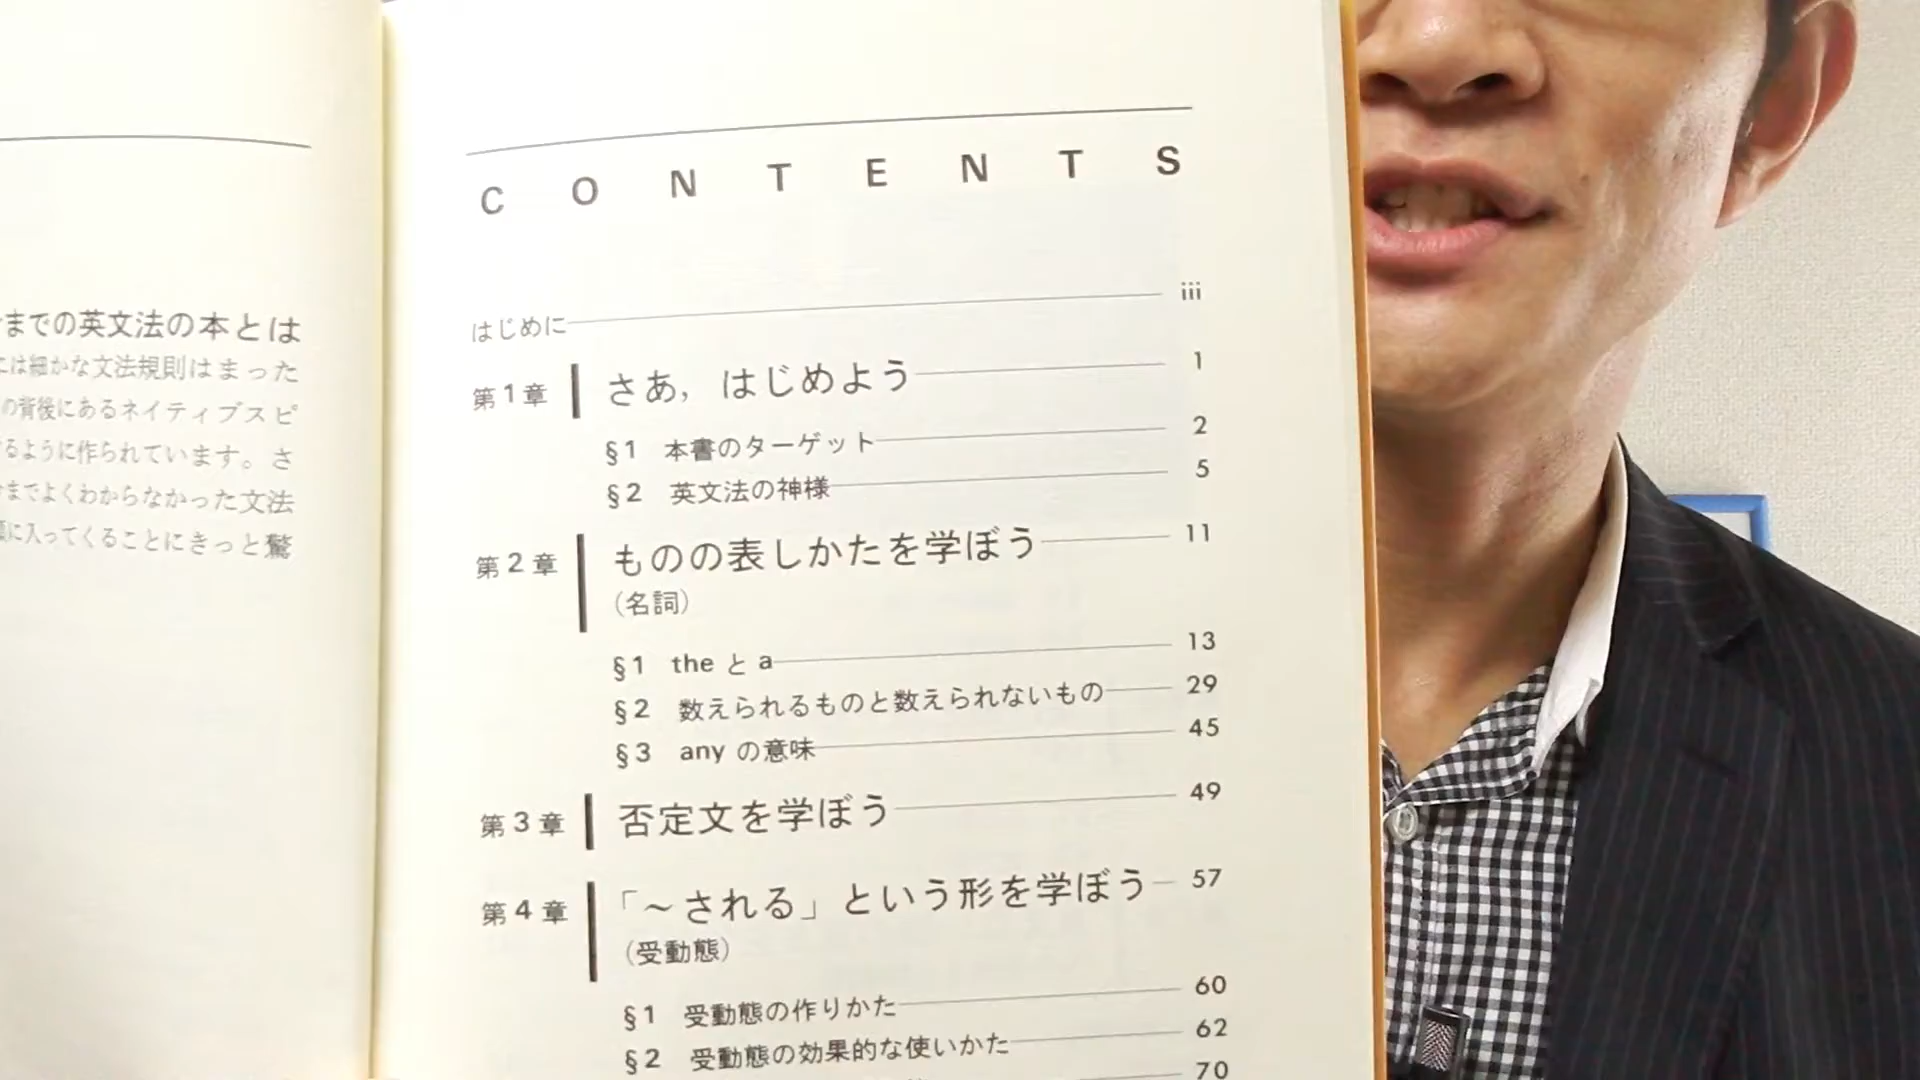 までの英文法の本とは
は細かな文法規則はまった
の背後にあるネイティブスピ
るように作られています。さ
までよくわからなかった文法
に入ってくることにきっと驚
CONTENTS
はじめに iii
第1章 さあ，はじめよう 1
§1 本書のターゲット 2
§2 英文法の神様 5
第2章 ものの表しかたを学ぼう 11
（名詞）
§1 the と a 13
§2 数えられるものと数えられないもの 29
§3 any の意味 45
第3章 否定文を学ぼう 49
第4章 「～される」という形を学ぼう 57
（受動態）
§1 受動態の作りかた 60
§2 受動態の効果的な使いかた 62
70